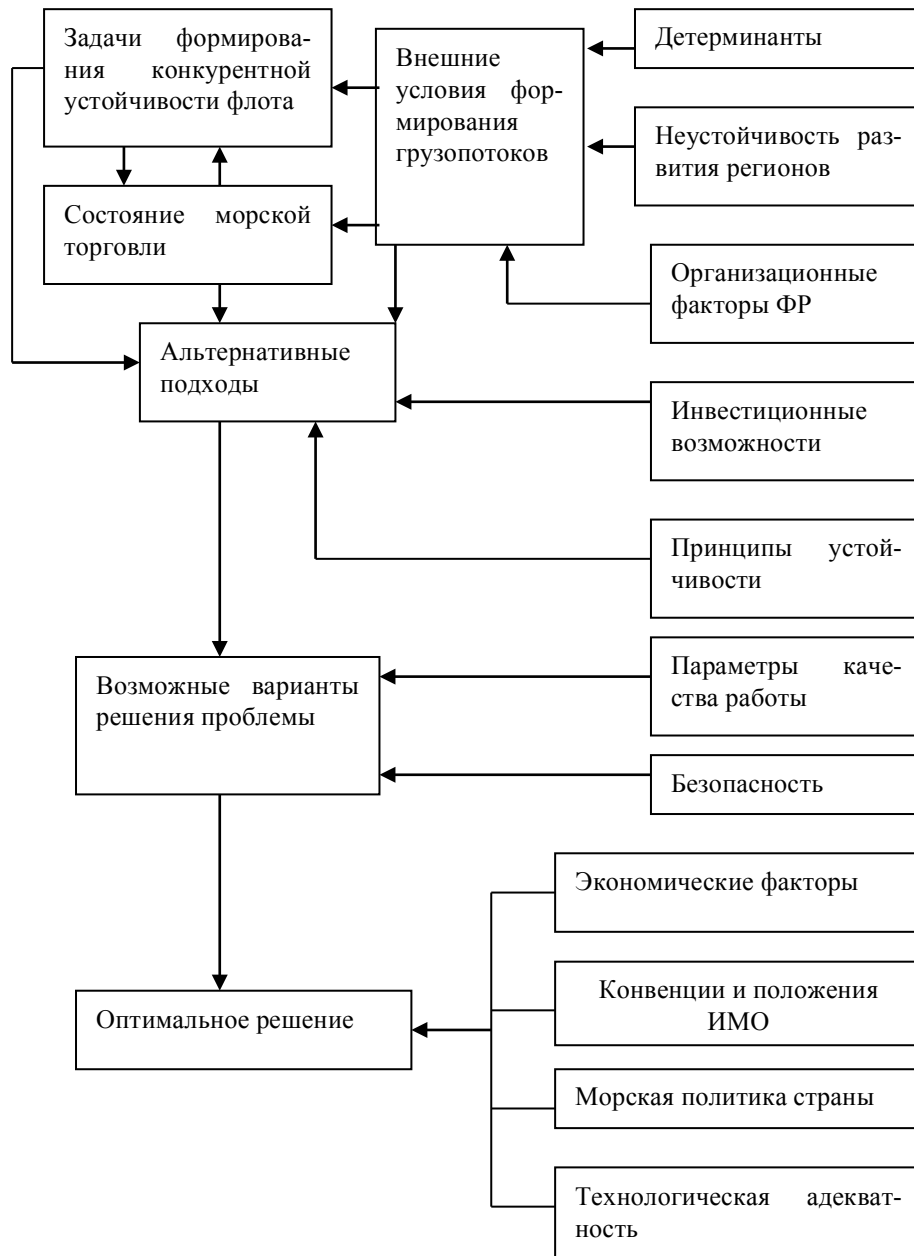 Задачи формирова-
ния конкурентной
устойчивости флота
Внешние
условия фор-
мирования
грузопотоков
Детерминанты
Неустойчивость раз-
вития регионов
Состояние морской
торговли
Организационные
факторы ФР
Альтернативные
подходы
Инвестиционные
возможности
Принципы устой-
чивости
Возможные варианты
решения проблемы
Параметры каче-
ства работы
Безопасность
Экономические факторы
Оптимальное решение
Конвенции и положения
ИМО
Морская политика страны
Технологическая адекват-
ность